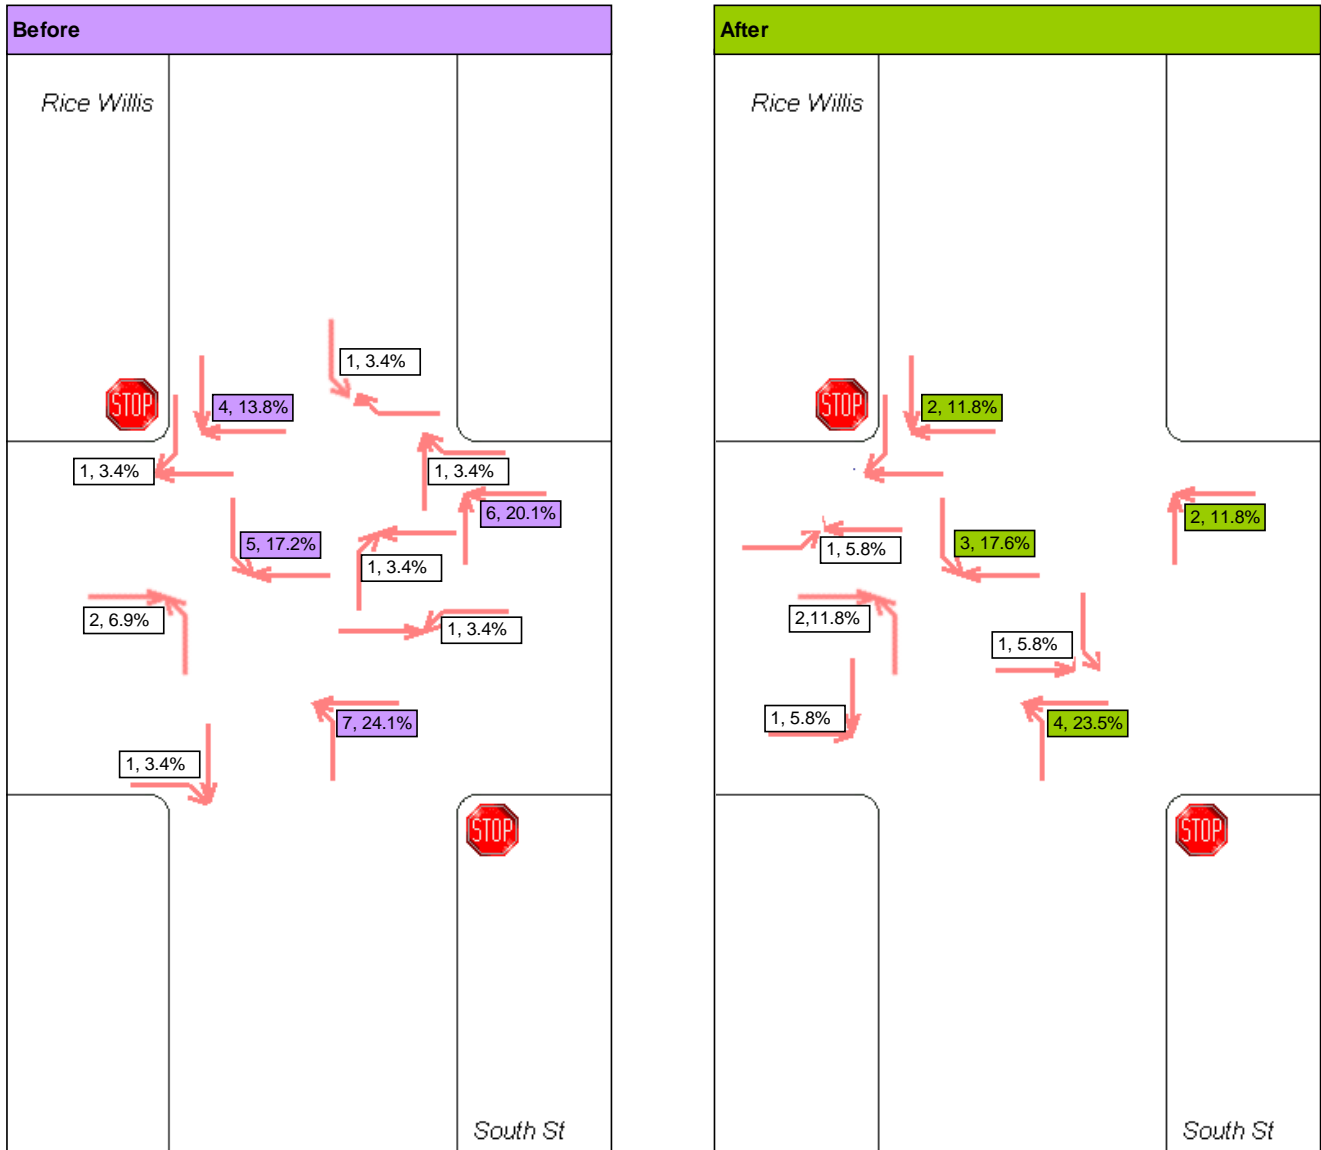 Before
Rice Willis
1, 3.4%
STOP
4, 13.8%
1, 3.4%
1, 3.4%
6, 20.1%
5, 17.2%
1, 3.4%
2, 6.9%
1, 3.4%
7, 24.1%
1, 3.4%
STOP
South St
After
Rice Willis
STOP
2, 11.8%
2, 11.8%
3, 17.6%
1, 5.8%
2,11.8%
1, 5.8%
1, 5.8%
4, 23.5%
STOP
South St